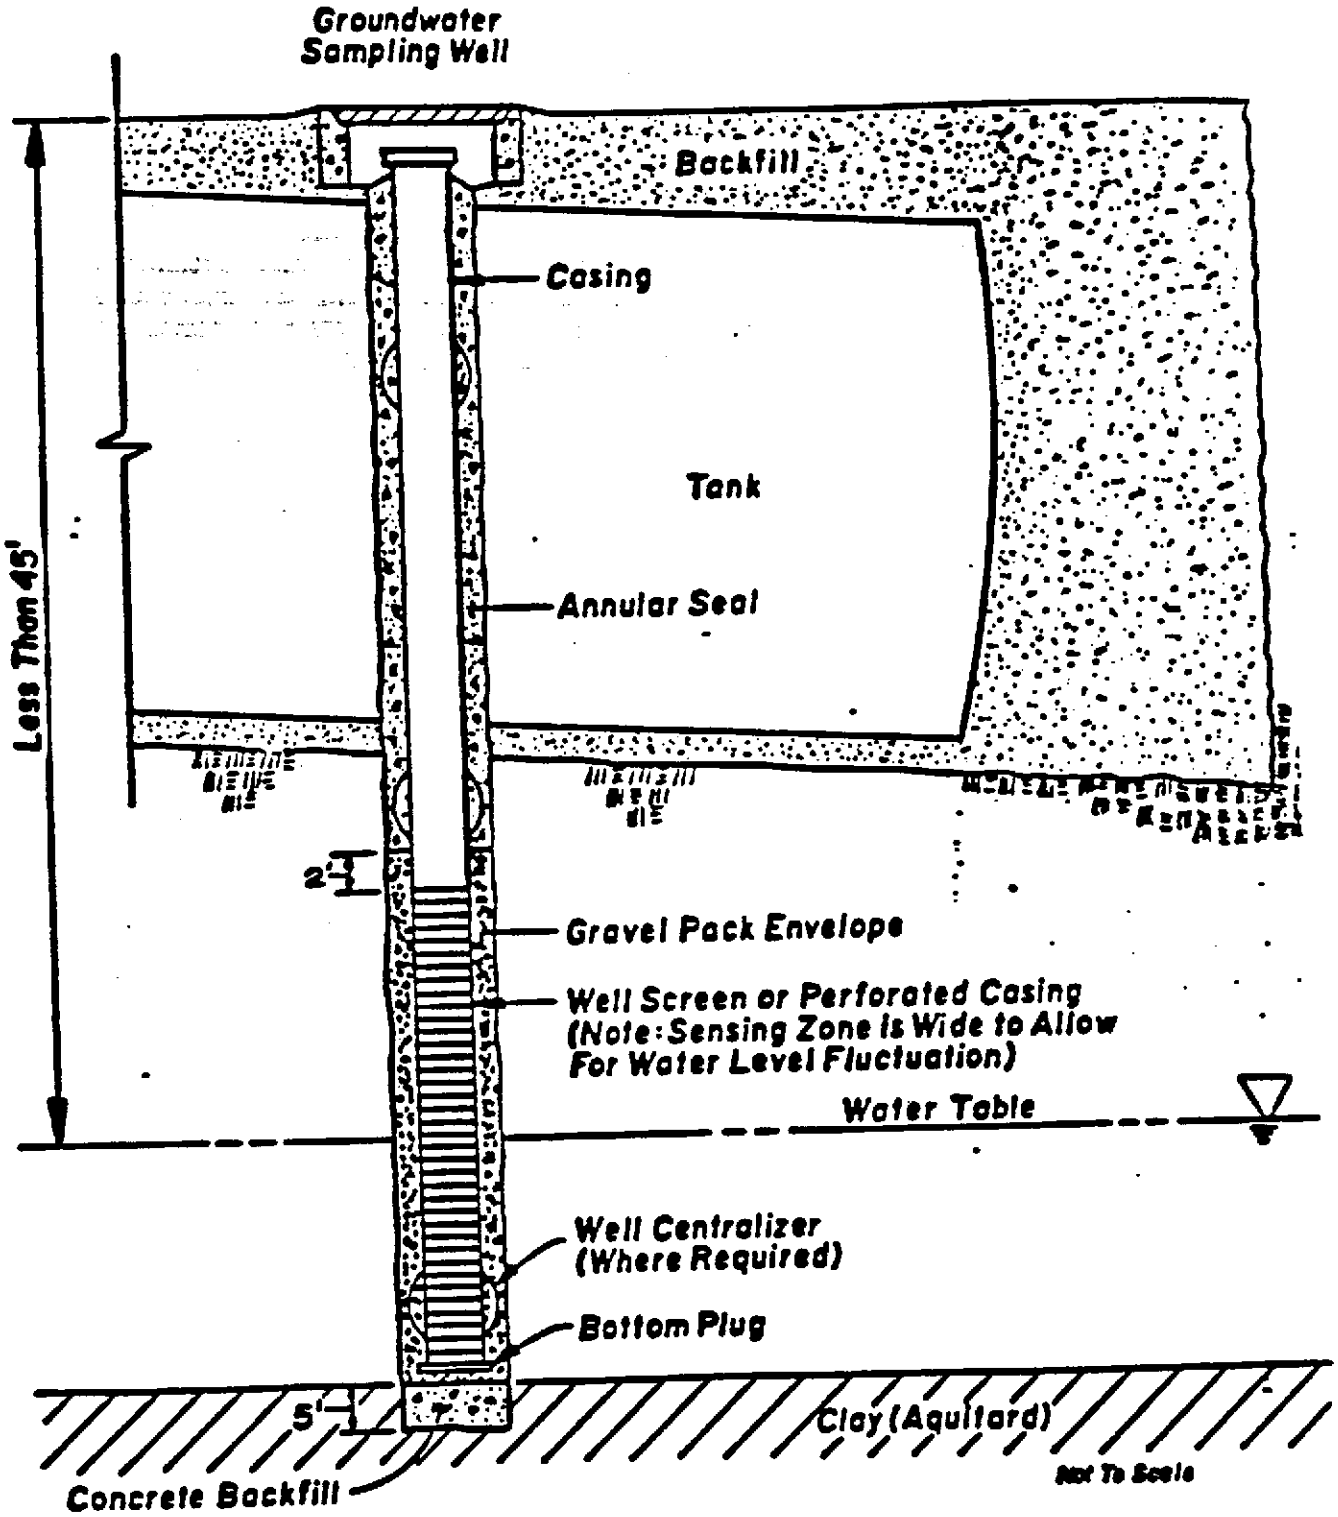 Groundwater
Sampling Well
Backfill
Casing
Tank
Less Than 45'
Annular Seal
2'
Gravel Pack Envelope
Well Screen or Perforated Casing
(Note: Sensing Zone Is Wide to Allow
For Water Level Fluctuation)
Water Table
Well Centralizer
(Where Required)
Bottom Plug
5'
Clay (Aquitard)
Not To Scale
Concrete Backfill